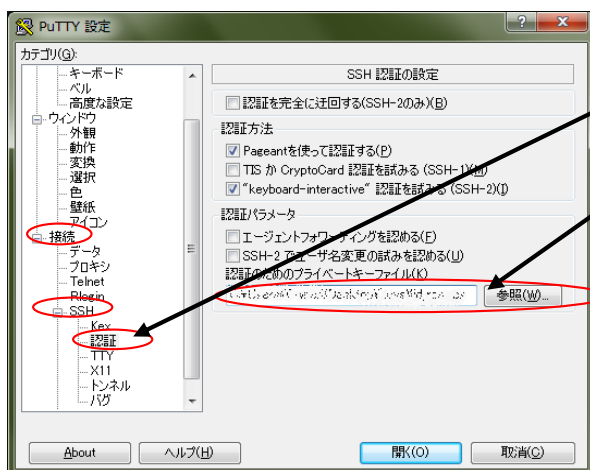 PuTTY 設定
カテゴリ(G):
キーボード
ベル
高度な設定
ウィンドウ
外観
動作
変換
選択
色
壁紙
アイコン
接続
データ
プロキシ
Telnet
Rlogin
SSH
Kex
認証
TTY
X11
トンネル
バグ
SSH 認証の設定
認証を完全に迂回する(SSH-2のみ)(B)
認証方法
Pageantを使って認証する(P)
TIS か CryptoCard 認証を試みる (SSH-1)(M)
"keyboard-interactive" 認証を試みる (SSH-2)(I)
認証パラメータ
エージェントフォワーディングを認める(F)
SSH-2 でユーザ名変更の試みを認める(U)
認証のためのプライベートキーファイル(K)
参照(W)...
About
ヘルプ(H)
開く(O)
取消(C)